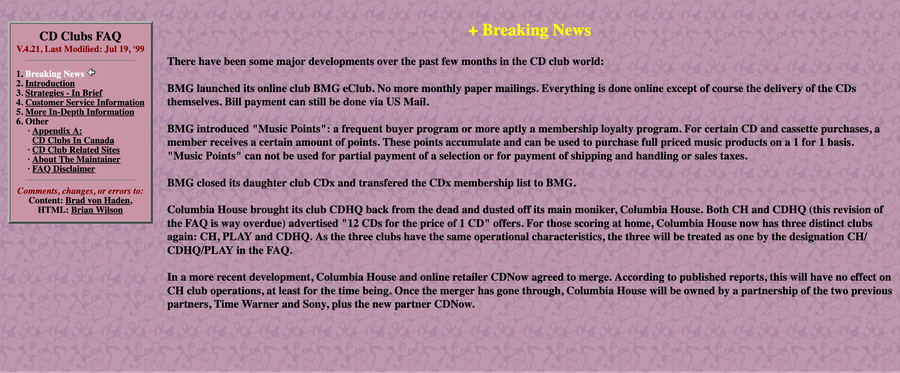 CD Clubs FAQ
V.4.21, Last Modified: Jul 19, '99
1. Breaking News
2. Introduction
3. Strategies - In Brief
4. Customer Service Information
5. More In-Depth Information
6. Other
· Appendix A:
CD Clubs In Canada
· CD Club Related Sites
· About The Maintainer
· FAQ Disclaimer
Comments, changes, or errors to:
Content: Brad von Haden,
HTML: Brian Wilson
+ Breaking News
There have been some major developments over the past few months in the CD club world:
BMG launched its online club BMG eClub. No more monthly paper mailings. Everything is done online except of course the delivery of the CDs
themselves. Bill payment can still be done via US Mail.
BMG introduced "Music Points": a frequent buyer program or more aptly a membership loyalty program. For certain CD and cassette purchases, a
member receives a certain amount of points. These points accumulate and can be used to purchase full priced music products on a 1 for 1 basis.
"Music Points" can not be used for partial payment of a selection or for payment of shipping and handling or sales taxes.
BMG closed its daughter club CDx and transfered the CDx membership list to BMG.
Columbia House brought its club CDHQ back from the dead and dusted off its main moniker, Columbia House. Both CH and CDHQ (this revision of
the FAQ is way overdue) advertised "12 CDs for the price of 1 CD" offers. For those scoring at home, Columbia House now has three distinct clubs
again: CH, PLAY and CDHQ. As the three clubs have the same operational characteristics, the three will be treated as one by the designation CH/
CDHQ/PLAY in the FAQ.
In a more recent development, Columbia House and online retailer CDNow agreed to merge. According to published reports, this will have no effect on
CH club operations, at least for the time being. Once the merger has gone through, Columbia House will be owned by a partnership of the two previous
partners, Time Warner and Sony, plus the new partner CDNow.